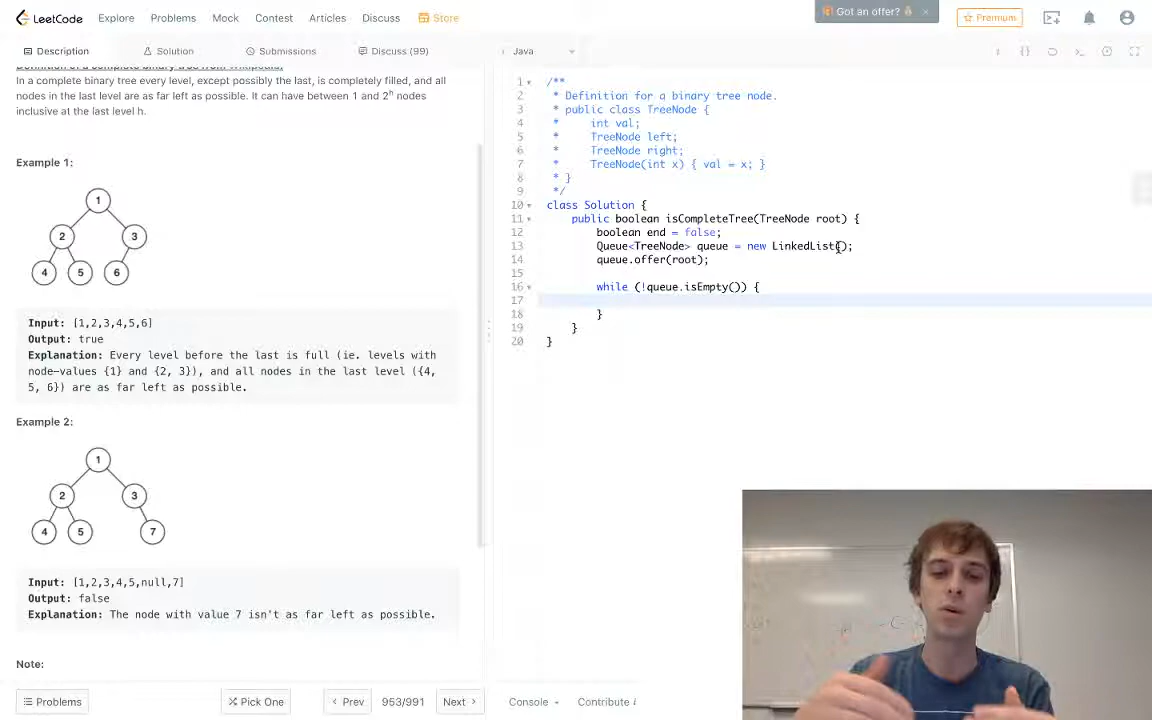 LeetCode Explore Problems Mock Contest Articles Discuss Store
Got an offer? × Premium
Description Solution Submissions Discuss (99)
Java
In a complete binary tree every level, except possibly the last, is completely filled, and all
nodes in the last level are as far left as possible. It can have between 1 and 2h nodes
inclusive at the last level h.
Example 1:
1
2 3
4 5 6
Input: [1,2,3,4,5,6]
Output: true
Explanation: Every level before the last is full (ie. levels with
node-values {1} and {2, 3}), and all nodes in the last level ({4,
5, 6}) are as far left as possible.
Example 2:
1
2 3
4 5 7
Input: [1,2,3,4,5,null,7]
Output: false
Explanation: The node with value 7 isn't as far left as possible.
Note:
Problems Pick One Prev 953/991 Next
1 /**
2 * Definition for a binary tree node.
3 * public class TreeNode {
4 * int val;
5 * TreeNode left;
6 * TreeNode right;
7 * TreeNode(int x) { val = x; }
8 * }
9 */
10 class Solution {
11 public boolean isCompleteTree(TreeNode root) {
12 boolean end = false;
13 Queue<TreeNode> queue = new LinkedList();
14 queue.offer(root);
15
16 while (!queue.isEmpty()) {
17
18 }
19 }
20 }
Console Contribute i